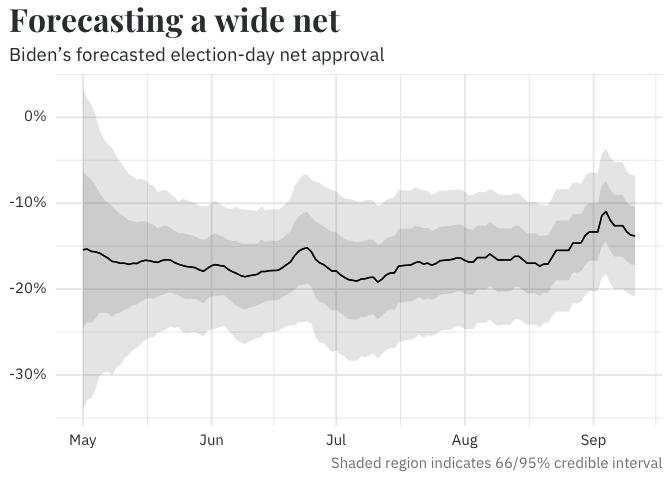 Forecasting a wide net
Biden’s forecasted election-day net approval
0%
-10%
-20%
-30%
May Jun Jul Aug Sep
Shaded region indicates 66/95% credible interval